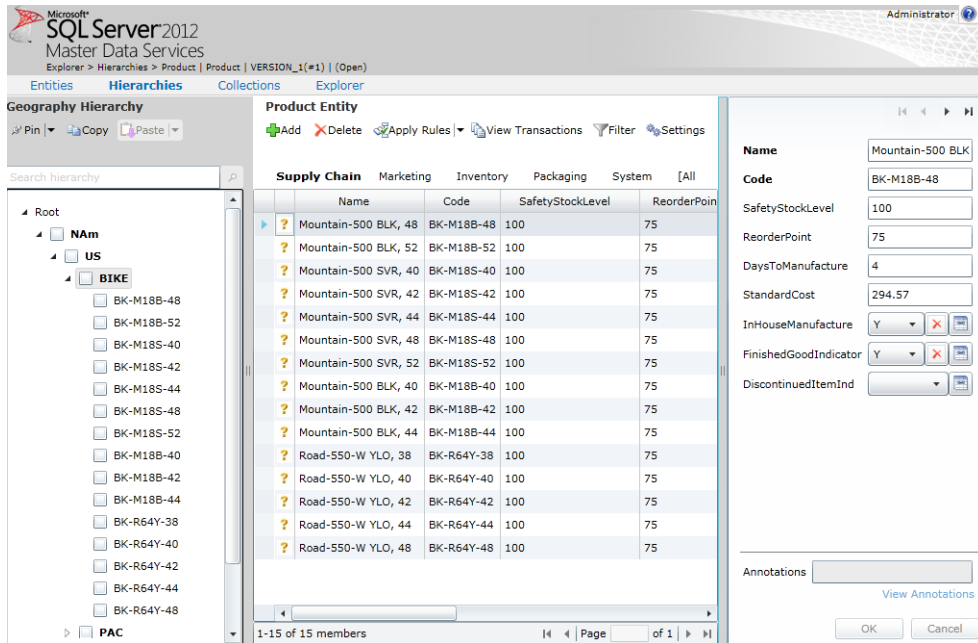 Microsoft®
SQL Server 2012
Master Data Services
Administrator
Explorer > Hierarchies > Product | Product | VERSION_1(#1) | (Open)
Entities Hierarchies Collections Explorer
Geography Hierarchy
Pin Copy Paste
Search hierarchy
Root
NAm
US
BIKE
BK-M18B-48
BK-M18B-52
BK-M18S-40
BK-M18S-42
BK-M18S-44
BK-M18S-48
BK-M18S-52
BK-M18B-40
BK-M18B-42
BK-M18B-44
BK-R64Y-38
BK-R64Y-40
BK-R64Y-42
BK-R64Y-44
BK-R64Y-48
PAC
Product Entity
Add Delete Apply Rules View Transactions Filter Settings
Supply Chain Marketing Inventory Packaging System [All
Name Code SafetyStockLevel ReorderPoin
? Mountain-500 BLK, 48 BK-M18B-48 100 75
? Mountain-500 BLK, 52 BK-M18B-52 100 75
? Mountain-500 SVR, 40 BK-M18S-40 100 75
? Mountain-500 SVR, 42 BK-M18S-42 100 75
? Mountain-500 SVR, 44 BK-M18S-44 100 75
? Mountain-500 SVR, 48 BK-M18S-48 100 75
? Mountain-500 SVR, 52 BK-M18S-52 100 75
? Mountain-500 BLK, 40 BK-M18B-40 100 75
? Mountain-500 BLK, 42 BK-M18B-42 100 75
? Mountain-500 BLK, 44 BK-M18B-44 100 75
? Road-550-W YLO, 38 BK-R64Y-38 100 75
? Road-550-W YLO, 40 BK-R64Y-40 100 75
? Road-550-W YLO, 42 BK-R64Y-42 100 75
? Road-550-W YLO, 44 BK-R64Y-44 100 75
? Road-550-W YLO, 48 BK-R64Y-48 100 75
1-15 of 15 members Page of 1
Name Mountain-500 BLK
Code BK-M18B-48
SafetyStockLevel 100
ReorderPoint 75
DaysToManufacture 4
StandardCost 294.57
InHouseManufacture Y
FinishedGoodIndicator Y
DiscontinuedItemInd
Annotations
View Annotations
OK Cancel